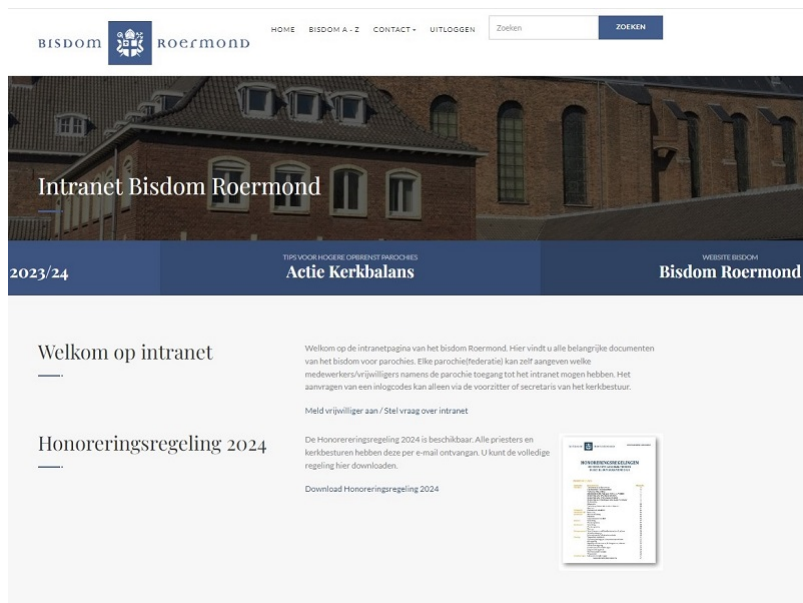 BISDOM ROERMOND
HOME BISDOM A - Z CONTACT UITLOGGEN Zoeken ZOEKEN
Intranet Bisdom Roermond
2023/24
TIPS VOOR HOGERE OPBRENST PAROCHIES
Actie Kerkbalans
WEBSITE BISDOM
Bisdom Roermond
Welkom op intranet
Welkom op de intranetpagina van het bisdom Roermond. Hier vindt u alle belangrijke documenten
van het bisdom voor parochies. Elke parochie(federatie) kan zelf aangeven welke
medewerkers/vrijwilligers namens de parochie toegang tot het intranet mogen hebben. Het
aanvragen van een inlogcodes kan alleen via de voorzitter of secretaris van het kerkbestuur.
Meld vrijwilliger aan / Stel vraag over intranet
Honoreringsregeling 2024
De Honorereringsregeling 2024 is beschikbaar. Alle priesters en
kerkbesturen hebben deze per e-mail ontvangan. U kunt de volledige
regeling hier downloaden.
Download Honoreringsregeling 2024
HONORERINGSREGELINGEN